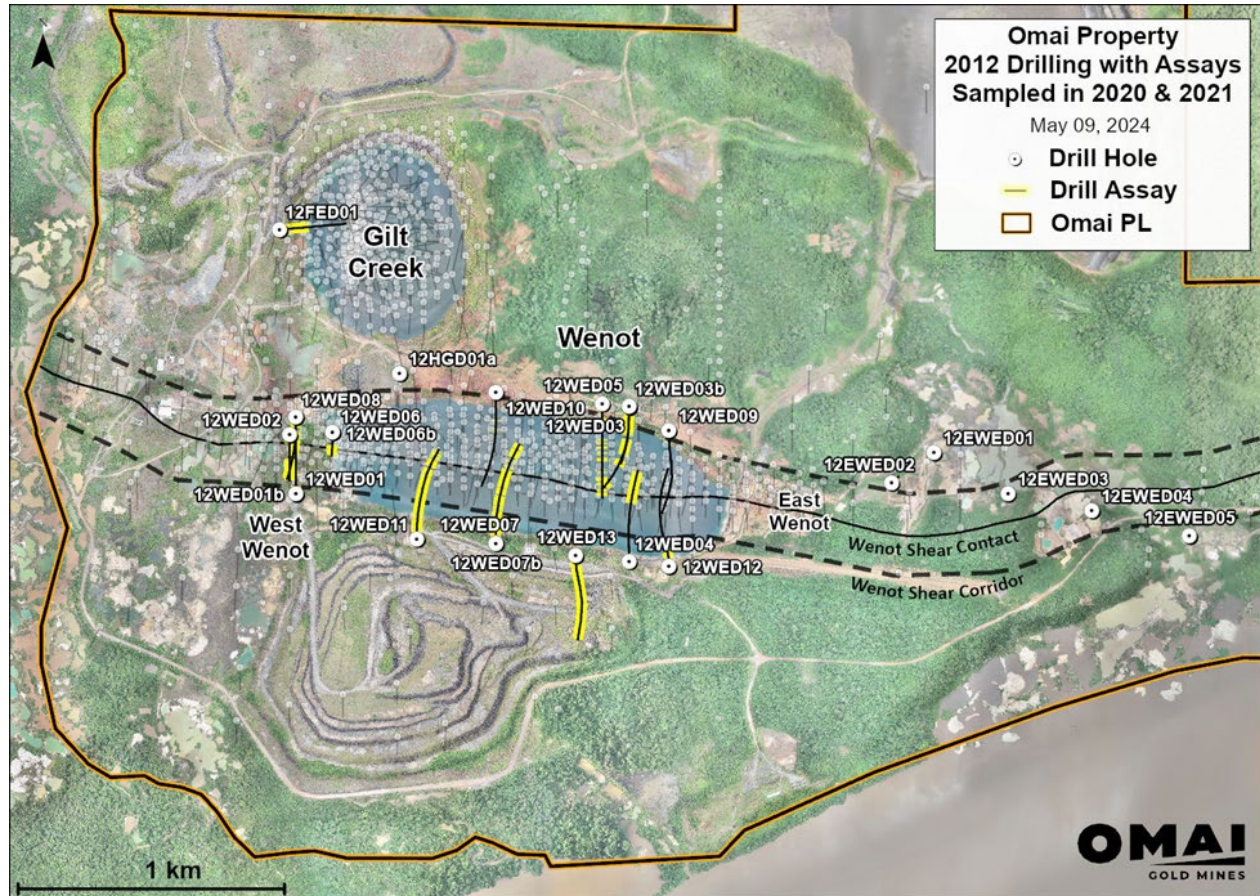 Omai Property
2012 Drilling with Assays
Sampled in 2020 & 2021
May 09, 2024
Drill Hole
Drill Assay
Omai PL
12FED01
Gilt
Creek
Wenot
12HGD01a
12WED05
12WED03b
12WED08
12WED02
12WED06
12WED06b
12WED10
12WED03
12WED09
12EWED01
12EWED02
12WED01
12WED01b
12EWED03
12EWED04
12EWED05
West
Wenot
East
Wenot
12WED11
12WED07
12WED07b
12WED13
12WED04
12WED12
Wenot Shear Contact
Wenot Shear Corridor
1 km
OMAI
GOLD MINES